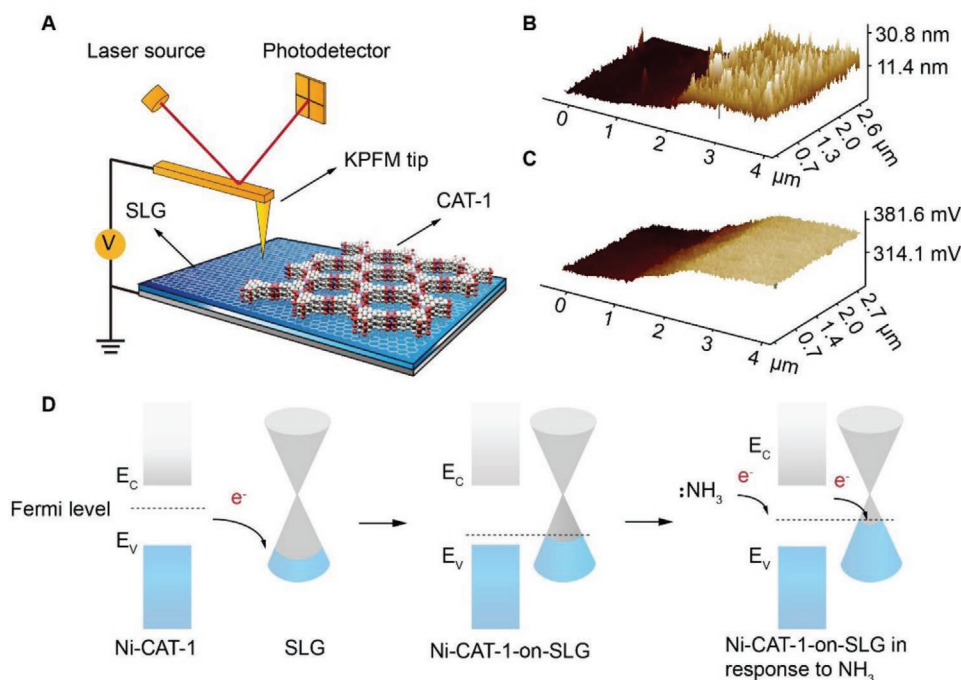 A
Laser source
Photodetector
KPFM tip
SLG
CAT-1
V
B
30.8 nm
11.4 nm
0
1
2
3
4 µm
0.7
1.3
2.0
2.6 µm
C
381.6 mV
314.1 mV
0
1
2
3
4 µm
0.7
1.4
2.0
2.7 µm
D
E_C
Fermi level
E_V
e⁻
Ni-CAT-1
SLG
E_C
E_V
Ni-CAT-1-on-SLG
E_C
e⁻
e⁻
:NH₃
E_V
Ni-CAT-1-on-SLG in
response to NH₃